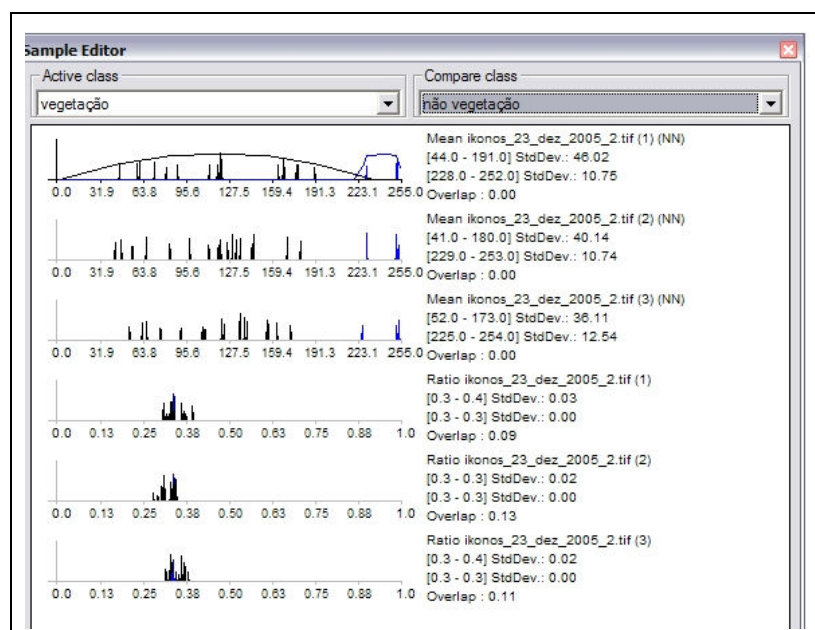 Sample Editor
Active class
Compare class
vegetação
não vegetação
Mean ikonos_23_dez_2005_2.tif (1) (NN)
[44.0 - 191.0] StdDev.: 46.02
[228.0 - 252.0] StdDev.: 10.75
0.0 31.9 63.8 95.6 127.5 159.4 191.3 223.1 255.0 Overlap : 0.00
Mean ikonos_23_dez_2005_2.tif (2) (NN)
[41.0 - 180.0] StdDev.: 40.14
[229.0 - 253.0] StdDev.: 10.74
0.0 31.9 63.8 95.6 127.5 159.4 191.3 223.1 255.0 Overlap : 0.00
Mean ikonos_23_dez_2005_2.tif (3) (NN)
[52.0 - 173.0] StdDev.: 36.11
[225.0 - 254.0] StdDev.: 12.54
0.0 31.9 63.8 95.6 127.5 159.4 191.3 223.1 255.0 Overlap : 0.00
Ratio ikonos_23_dez_2005_2.tif (1)
[0.3 - 0.4] StdDev.: 0.03
[0.3 - 0.3] StdDev.: 0.00
0.0 0.13 0.25 0.38 0.50 0.63 0.75 0.88 1.0 Overlap : 0.09
Ratio ikonos_23_dez_2005_2.tif (2)
[0.3 - 0.3] StdDev.: 0.02
[0.3 - 0.3] StdDev.: 0.00
0.0 0.13 0.25 0.38 0.50 0.63 0.75 0.88 1.0 Overlap : 0.13
Ratio ikonos_23_dez_2005_2.tif (3)
[0.3 - 0.4] StdDev.: 0.02
[0.3 - 0.3] StdDev.: 0.00
0.0 0.13 0.25 0.38 0.50 0.63 0.75 0.88 1.0 Overlap : 0.11